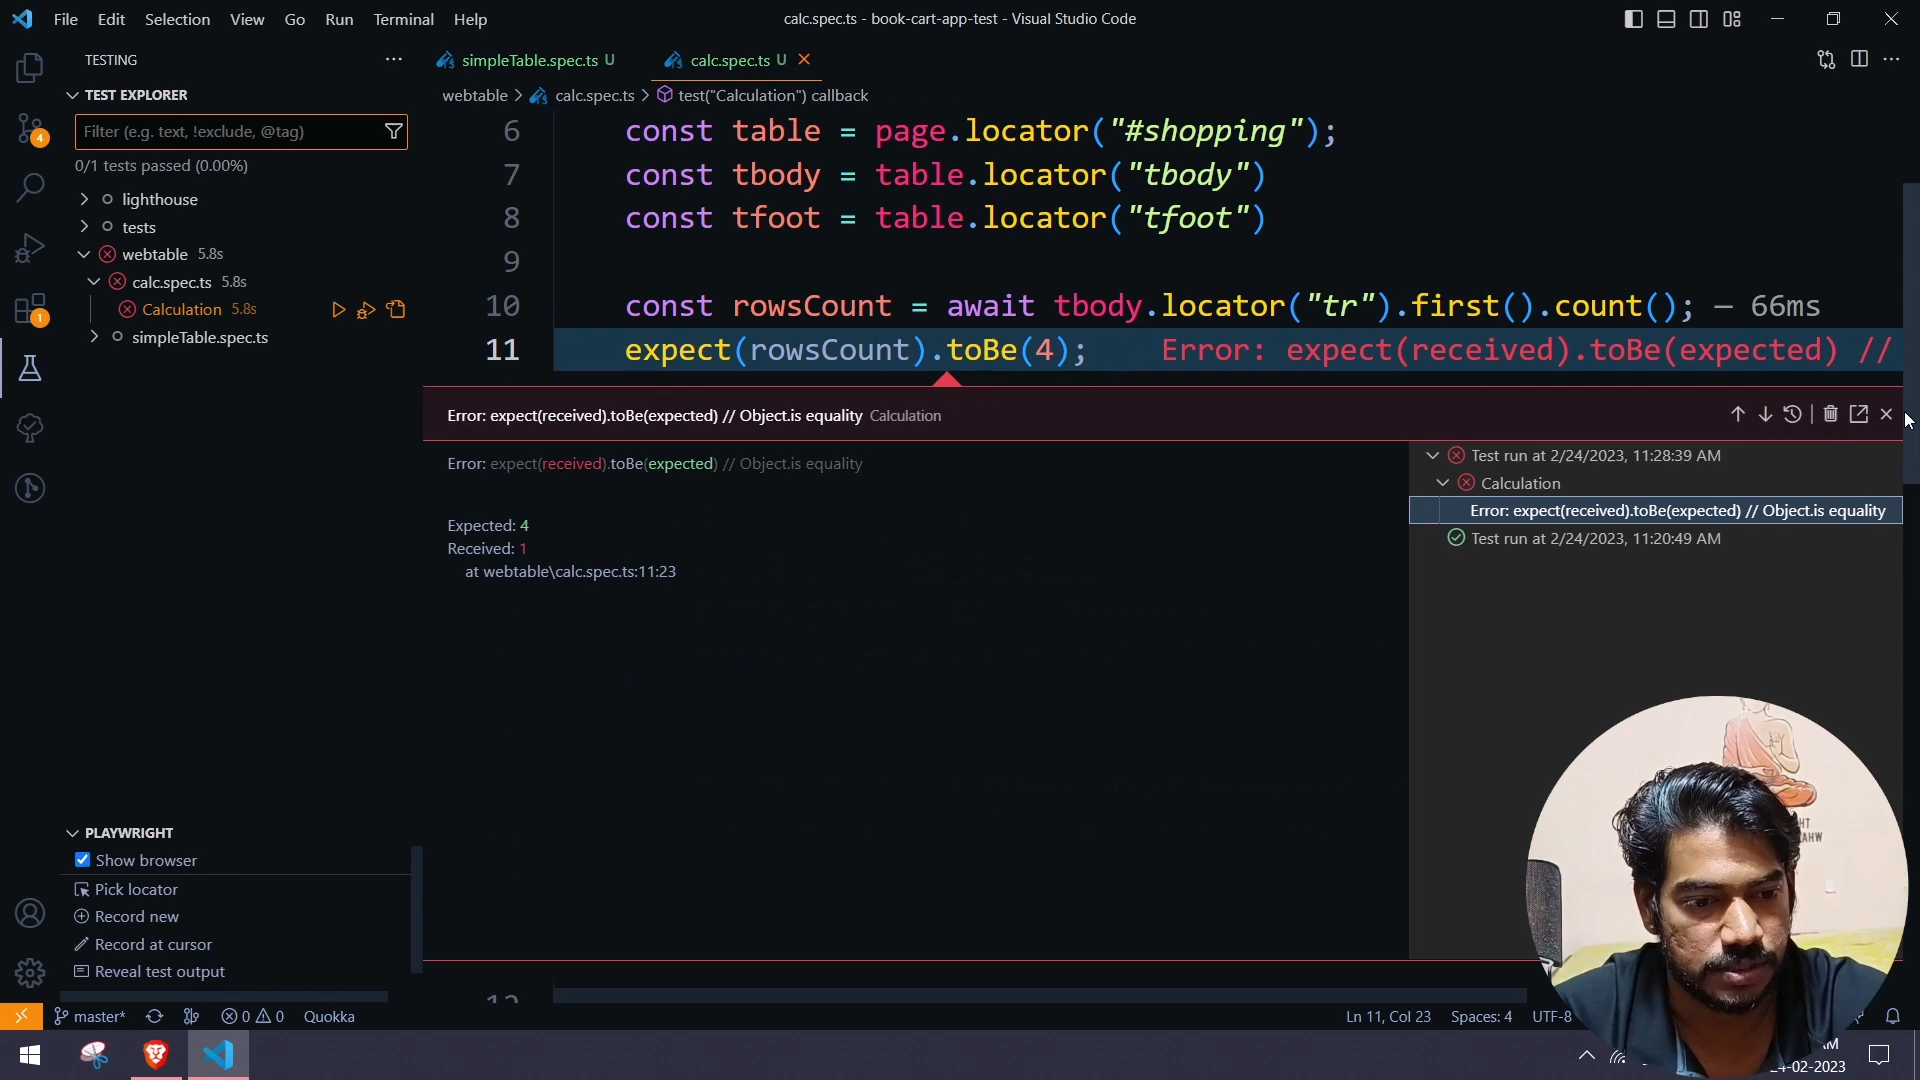 File Edit Selection View Go Run Terminal Help
calc.spec.ts - book-cart-app-test - Visual Studio Code
TESTING
TEST EXPLORER
Filter (e.g. text, !exclude, @tag)
0/1 tests passed (0.00%)
lighthouse
tests
webtable 5.8s
calc.spec.ts 5.8s
Calculation 5.8s
simpleTable.spec.ts
4
1
simpleTable.spec.ts U
calc.spec.ts U
webtable > calc.spec.ts > test("Calculation") callback
6 const table = page.locator("#shopping");
7 const tbody = table.locator("tbody")
8 const tfoot = table.locator("tfoot")
9
10 const rowsCount = await tbody.locator("tr").first().count(); — 66ms
11 expect(rowsCount).toBe(4); Error: expect(received).toBe(expected) //
Error: expect(received).toBe(expected) // Object.is equality Calculation
Error: expect(received).toBe(expected) // Object.is equality
Expected: 4
Received: 1
at webtable\calc.spec.ts:11:23
Test run at 2/24/2023, 11:28:39 AM
Calculation
Error: expect(received).toBe(expected) // Object.is equality
Test run at 2/24/2023, 11:20:49 AM
12
PLAYWRIGHT
Show browser
Pick locator
Record new
Record at cursor
Reveal test output
master* 0 0 Quokka
Ln 11, Col 23 Spaces: 4 UTF-8
-02-2023